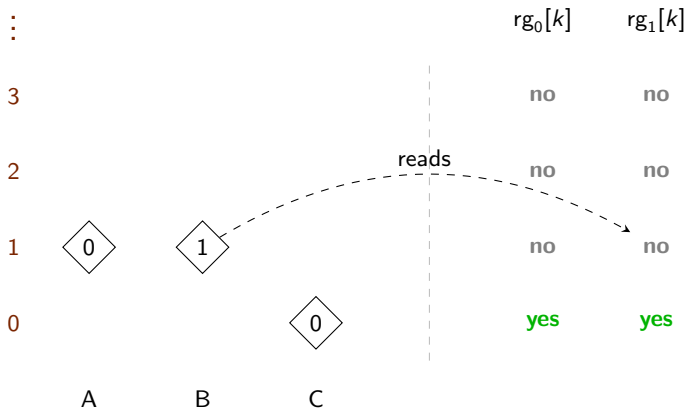 ⋮ rg₀[k] rg₁[k]
3 no no
reads
2 no no
1 0 1 no no
0 0 yes yes
A B C